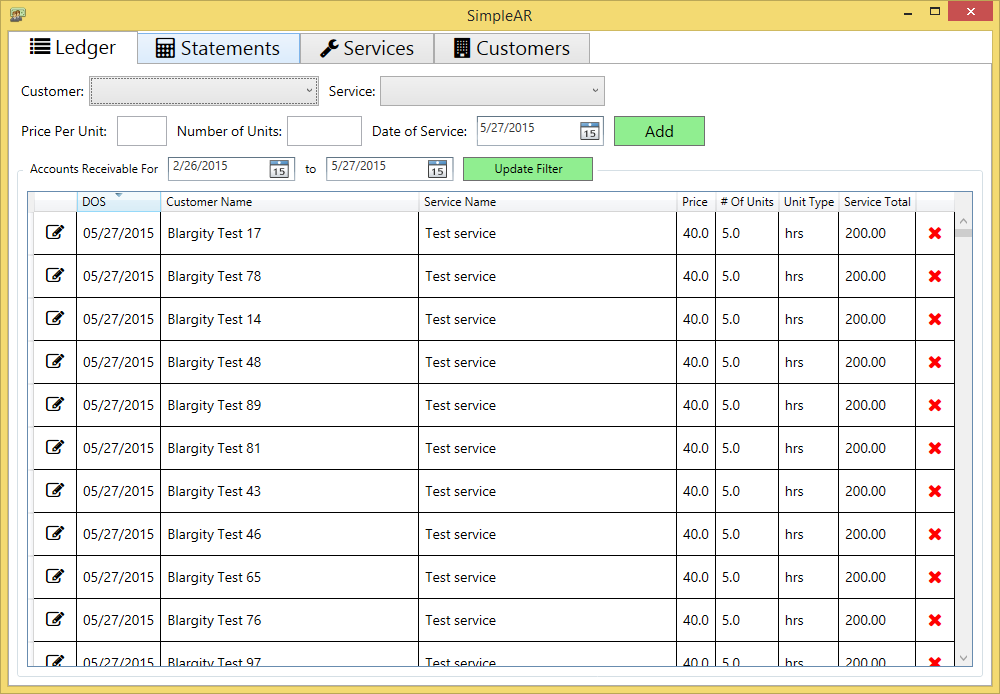 SimpleAR
Ledger Statements Services Customers
Customer: Service:
Price Per Unit: Number of Units: Date of Service: 5/27/2015 15 Add
Accounts Receivable For 2/26/2015 15 to 5/27/2015 15 Update Filter
DOS Customer Name Service Name Price # Of Units Unit Type Service Total
05/27/2015 Blargity Test 17 Test service 40.0 5.0 hrs 200.00
05/27/2015 Blargity Test 78 Test service 40.0 5.0 hrs 200.00
05/27/2015 Blargity Test 14 Test service 40.0 5.0 hrs 200.00
05/27/2015 Blargity Test 48 Test service 40.0 5.0 hrs 200.00
05/27/2015 Blargity Test 89 Test service 40.0 5.0 hrs 200.00
05/27/2015 Blargity Test 81 Test service 40.0 5.0 hrs 200.00
05/27/2015 Blargity Test 43 Test service 40.0 5.0 hrs 200.00
05/27/2015 Blargity Test 46 Test service 40.0 5.0 hrs 200.00
05/27/2015 Blargity Test 65 Test service 40.0 5.0 hrs 200.00
05/27/2015 Blargity Test 76 Test service 40.0 5.0 hrs 200.00
05/27/2015 Blargity Test 97 Test service 40.0 5.0 hrs 200.00